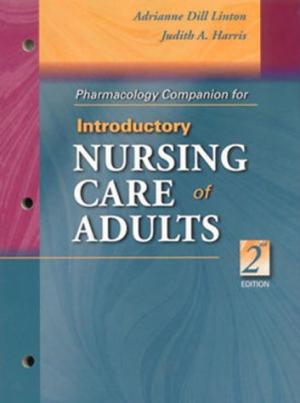 Adrianne Dill Linton
Judith A. Harris
Pharmacology Companion for
Introductory
NURSING
CARE of
ADULTS
2nd
EDITION